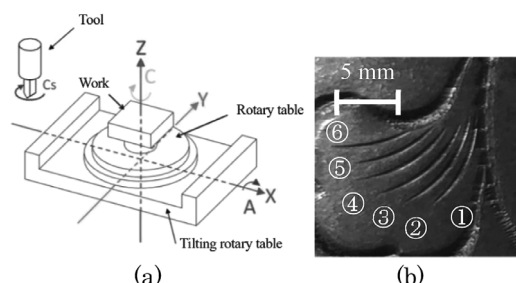 Tool
Cs
Z
C
Work
Y
Rotary table
X
A
Tilting rotary table
(a)
5 mm
⑥
⑤
④
③
②
①
(b)